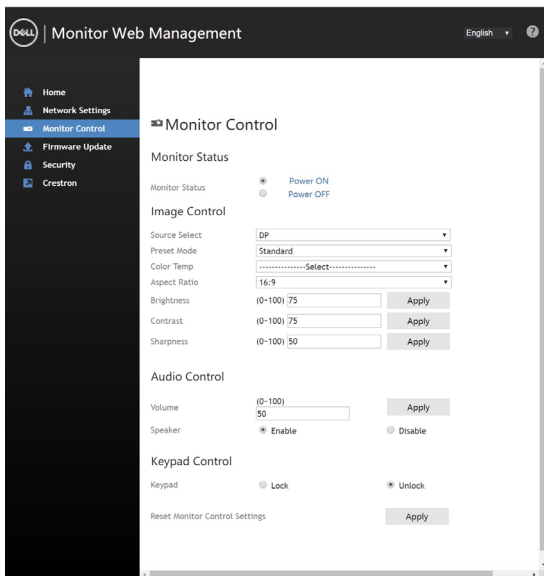 DELL
Monitor Web Management
English
?
Home
Network Settings
Monitor Control
Firmware Update
Security
Crestron
Monitor Control
Monitor Status
Monitor Status
Power ON
Power OFF
Image Control
Source Select DP
Preset Mode Standard
Color Temp ---------------Select---------------
Aspect Ratio 16:9
Brightness (0~100) 75 Apply
Contrast (0~100) 75 Apply
Sharpness (0~100) 50 Apply
Audio Control
(0~100)
Volume 50 Apply
Speaker Enable Disable
Keypad Control
Keypad Lock Unlock
Reset Monitor Control Settings Apply